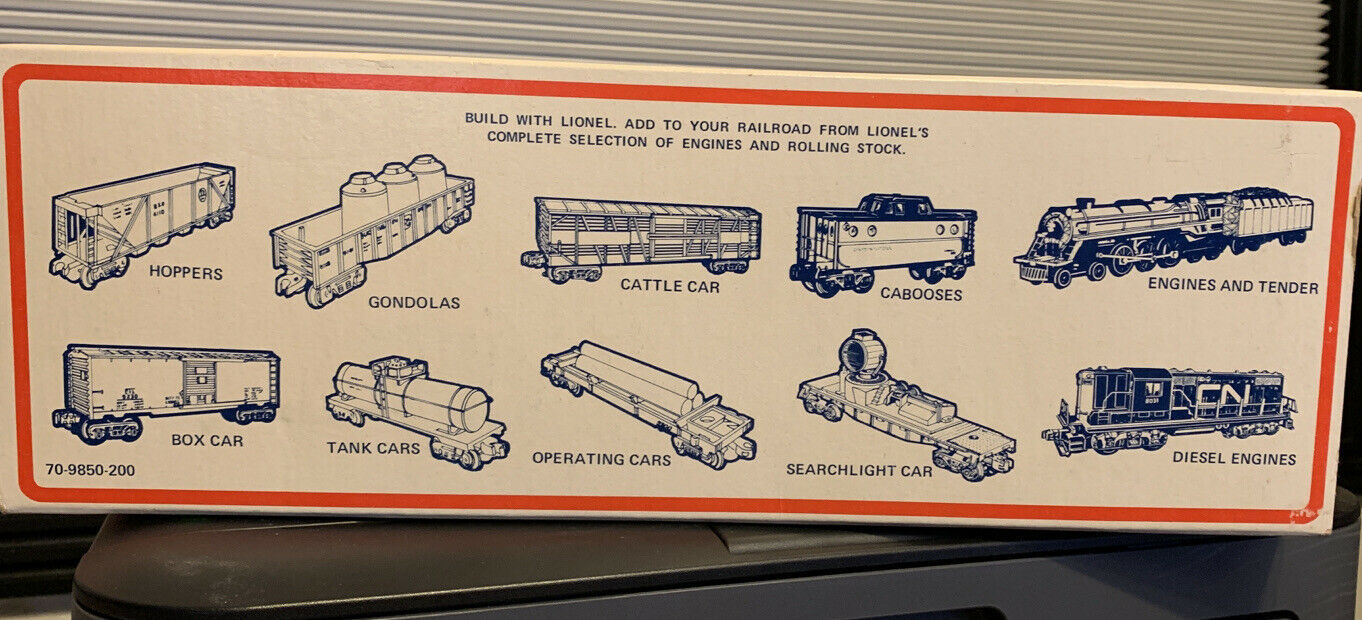 BUILD WITH LIONEL. ADD TO YOUR RAILROAD FROM LIONEL'S
COMPLETE SELECTION OF ENGINES AND ROLLING STOCK.
HOPPERS
GONDOLAS
CATTLE CAR
CABOOSES
ENGINES AND TENDER
BOX CAR
TANK CARS
OPERATING CARS
SEARCHLIGHT CAR
CN
DIESEL ENGINES
70-9850-200